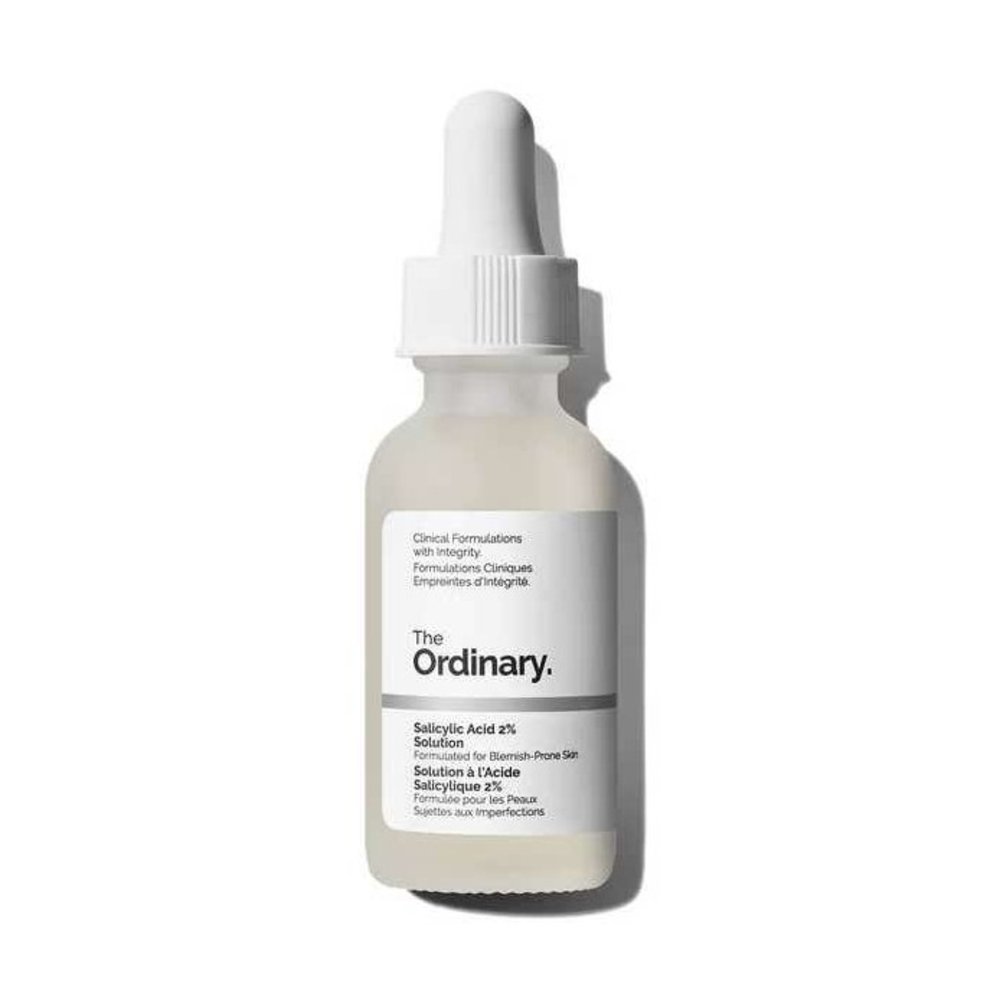 Clinical Formulations
with Integrity.
Formulations Cliniques
Empreintes d'Intégrité.
The
Ordinary.
Salicylic Acid 2%
Solution
Formulated for Blemish-Prone Skin
Solution à l'Acide
Salicylique 2%
Formulée pour les Peaux
Sujettes aux Imperfections